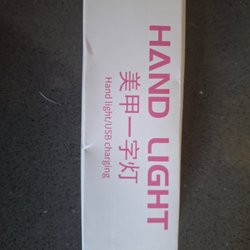 HAND LIGHT
美甲一字灯
Hand light/USB charging